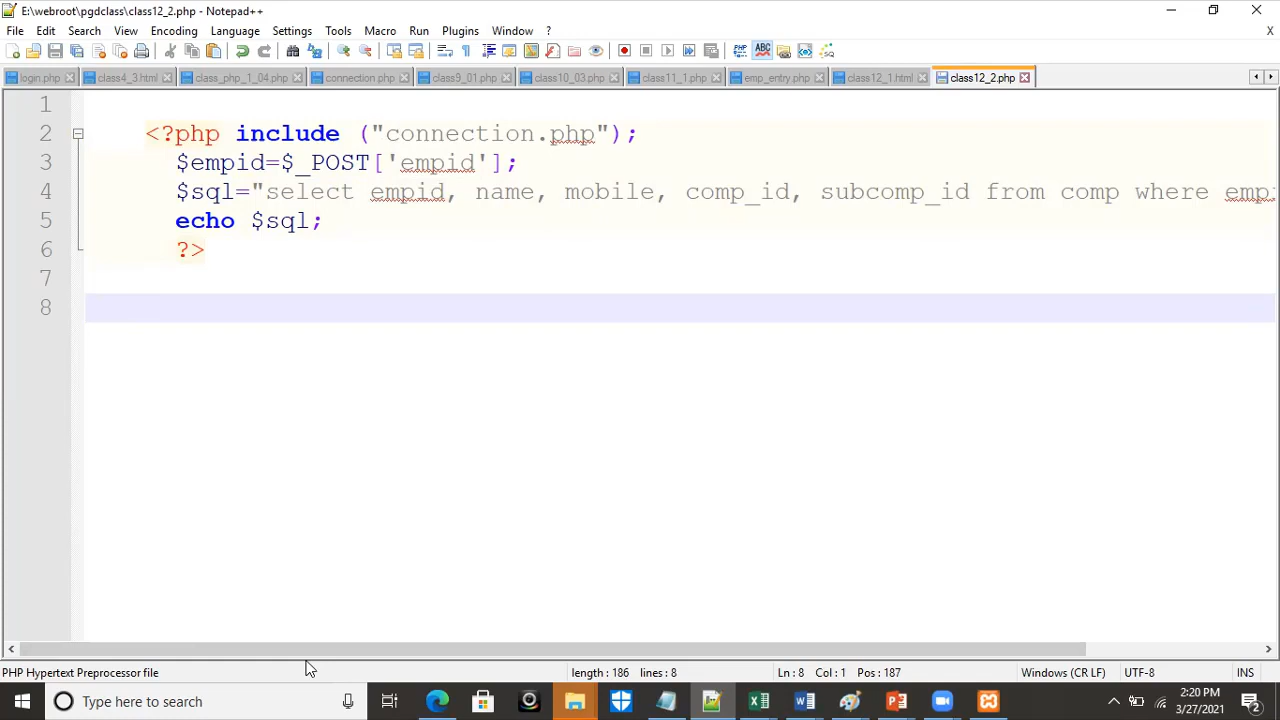 E:\webroot\pgdclass\class12_2.php - Notepad++
File Edit Search View Encoding Language Settings Tools Macro Run Plugins Window ? X
login.php class4_3.html class_php_1_04.php connection.php class9_01.php class10_03.php class11_1.php emp_entry.php class12_1.html class12_2.php
1
2 <?php include ("connection.php");
3 $empid=$_POST['empid'];
4 $sql="select empid, name, mobile, comp_id, subcomp_id from comp where empi
5 echo $sql;
6 ?>
7
8
PHP Hypertext Preprocessor file length : 186 lines : 8 Ln : 8 Col : 1 Pos : 187 Windows (CR LF) UTF-8 INS
Type here to search
2:20 PM
3/27/2021
2